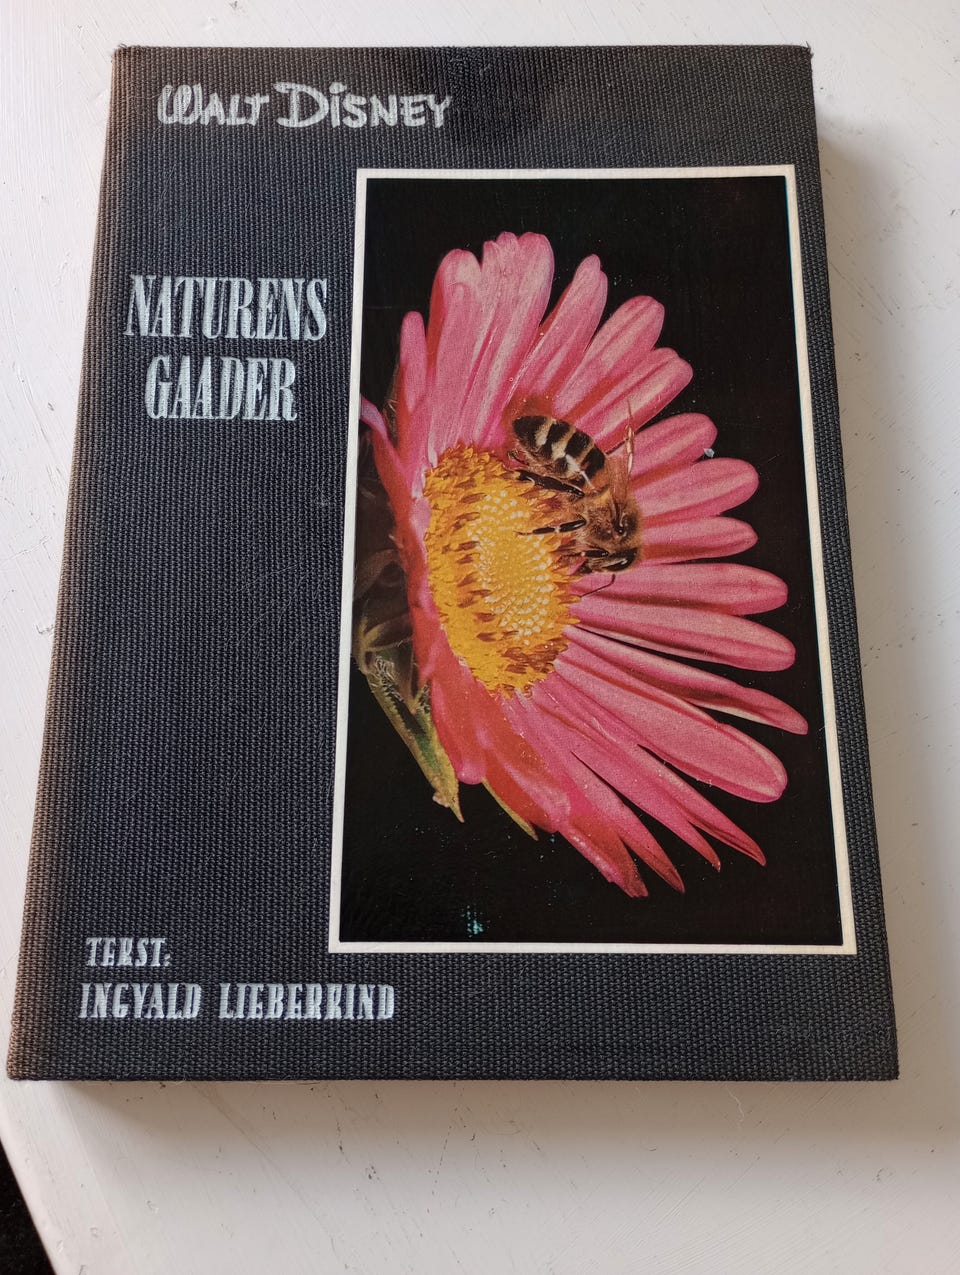 WALT DISNEY
NATURENS
GAADER
TEKST:
INGVALD LIEBERKIND